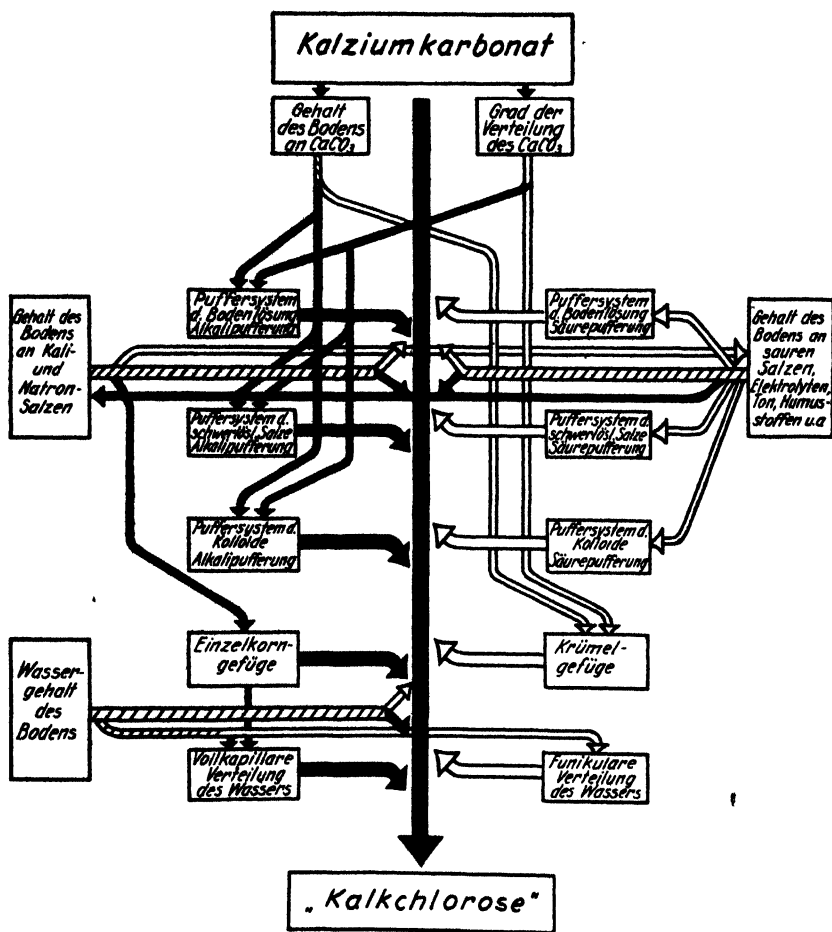 Kalziumkarbonat
Gehalt
des Bodens
an CaCO₃
Grad der
Verteilung
des CaCO₃
Gehalt des
Bodens
an Kali-
und
Natron-
Salzen
Puffersystem
d. Bodenlösung
Alkalipufferung
Puffersystem
d. Bodenlösung
Säurepufferung
Gehalt des
Bodens an
sauren
Salzen,
Elektrolyten,
Ton, Humus-
stoffen u.a
Puffersystem d.
schwerlösl. Salze
Alkalipufferung
Puffersystem d.
schwerlösl. Salze
Säurepufferung
Puffersystem d.
Kolloide
Alkalipufferung
Puffersystem d.
Kolloide
Säurepufferung
Einzelkorn-
gefüge
Krümel-
gefüge
Wasser-
gehalt
des
Bodens
Vollkapillare
Verteilung
des Wassers
Funikuläre
Verteilung
des Wassers
„Kalkchlorose"